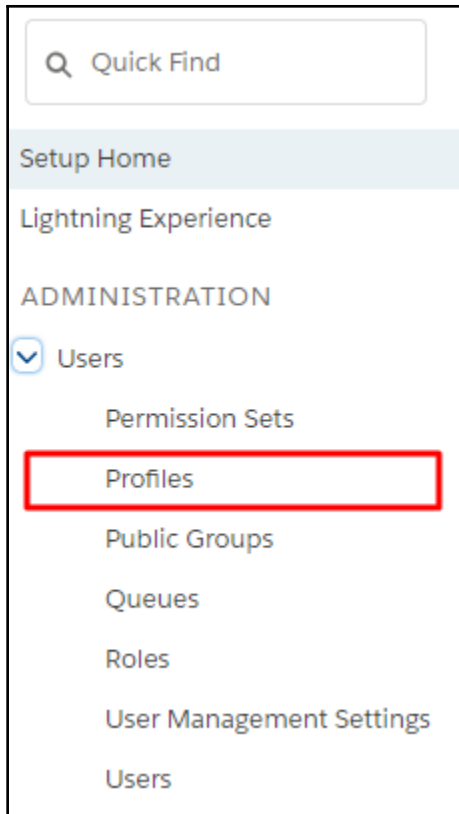 Quick Find
Setup Home
Lightning Experience
ADMINISTRATION
Users
Permission Sets
Profiles
Public Groups
Queues
Roles
User Management Settings
Users